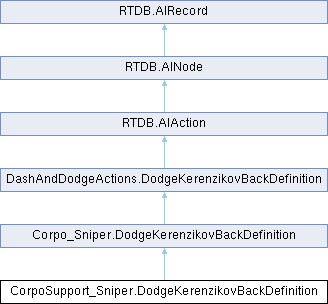 RTDB.AIRecord
RTDB.AINode
RTDB.AIAction
DashAndDodgeActions.DodgeKerenzikovBackDefinition
Corpo_Sniper.DodgeKerenzikovBackDefinition
CorpoSupport_Sniper.DodgeKerenzikovBackDefinition